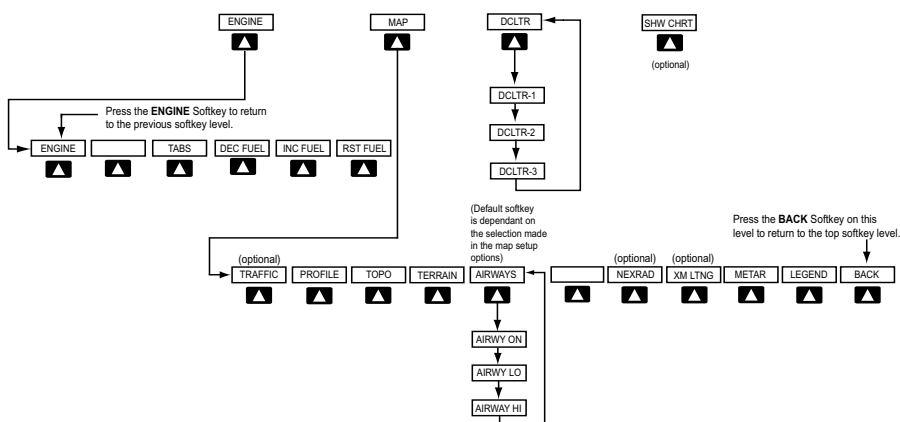 ENGINE
MAP
DCLTR
SHW CHRT
(optional)
DCLTR-1
DCLTR-2
DCLTR-3
Press the ENGINE Softkey to return
to the previous softkey level.
ENGINE
TABS
DEC FUEL
INC FUEL
RST FUEL
(Default softkey
is dependant on
the selection made
in the map setup
options)
Press the BACK Softkey on this
level to return to the top softkey level.
(optional)
TRAFFIC
PROFILE
TOPO
TERRAIN
AIRWAYS
(optional)
NEXRAD
(optional)
XM LTNG
METAR
LEGEND
BACK
AIRWY ON
AIRWY LO
AIRWAY HI